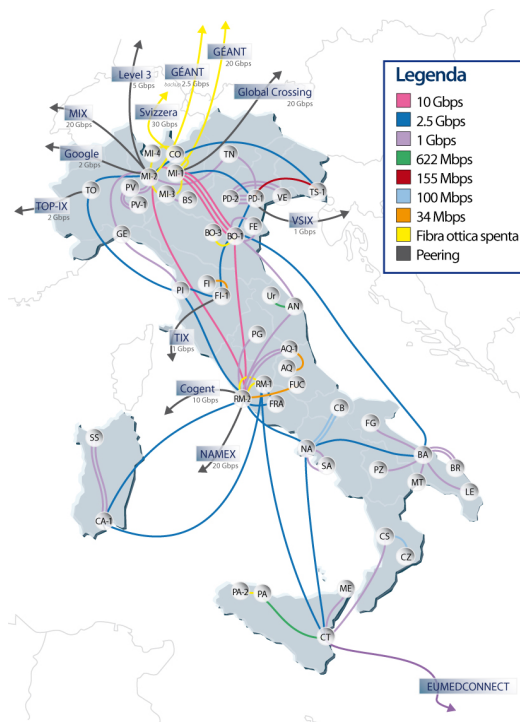 GÉANT
20 Gbps
Level 3
5 Gbps
GÉANT
backup 2.5 Gbps
Global Crossing
20 Gbps
Svizzera
30 Gbps
MIX
20 Gbps
Google
2 Gbps
TOP-IX
2 Gbps
VSIX
1 Gbps
TIX
1 Gbps
Cogent
10 Gbps
NAMEX
20 Gbps
EUMEDCONNECT
Legenda
10 Gbps
2.5 Gbps
1 Gbps
622 Mbps
155 Mbps
100 Mbps
34 Mbps
Fibra ottica spenta
Peering
MI-4
CO
TN
MI-2
MI-1
TO
PV
PV-1
MI-3
BS
PD-2
PD-1
VE
TS-1
GE
BO-3
BO-1
FE
PI
FI
FI-1
Ur
AN
PG
AQ-1
AQ
RM-1
RM-2
FUC
FRA
CB
FG
NA
SA
BA
PZ
MT
BR
LE
SS
CA-1
CS
CZ
PA-2
PA
ME
CT